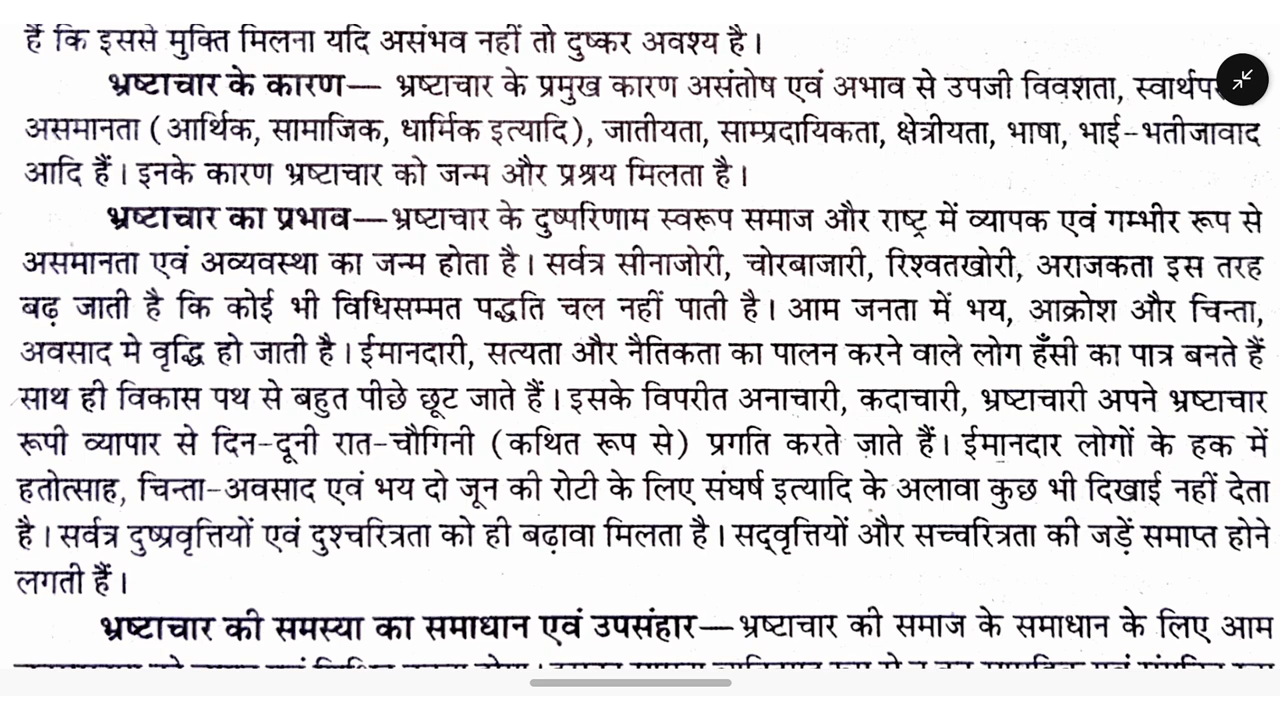 हैं कि इससे मुक्ति मिलना यदि असंभव नहीं तो दुष्कर अवश्य है।
भ्रष्टाचार के कारण— भ्रष्टाचार के प्रमुख कारण असंतोष एवं अभाव से उपजी विवशता,
असमानता (आर्थिक, सामाजिक, धार्मिक इत्यादि), जातीयता, साम्प्रदायिकता, क्षेत्रीयता, भाषा, भाई-भतीजावाद
आदि हैं। इनके कारण भ्रष्टाचार को जन्म और प्रश्रय मिलता है।
भ्रष्टाचार का प्रभाव—भ्रष्टाचार के दुष्परिणाम स्वरूप समाज और राष्ट्र में व्यापक एवं गम्भीर रूप से
असमानता एवं अव्यवस्था का जन्म होता है। सर्वत्र सीनाजोरी, चोरबाजारी, रिश्वतखोरी, अराजकता इस तरह
बढ़ जाती है कि कोई भी विधिसम्मत पद्धति चल नहीं पाती है। आम जनता में भय, आक्रोश और चिन्ता,
अवसाद मे वृद्धि हो जाती है। ईमानदारी, सत्यता और नैतिकता का पालन करने वाले लोग हँसी का पात्र बनते हैं
साथ ही विकास पथ से बहुत पीछे छूट जाते हैं। इसके विपरीत अनाचारी, कदाचारी, भ्रष्टाचारी अपने भ्रष्टाचार
रूपी व्यापार से दिन-दूनी रात-चौगिनी (कथित रूप से) प्रगति करते जाते हैं। ईमानदार लोगों के हक में
हतोत्साह, चिन्ता-अवसाद एवं भय दो जून की रोटी के लिए संघर्ष इत्यादि के अलावा कुछ भी दिखाई नहीं देता
है। सर्वत्र दुष्प्रवृत्तियों एवं दुश्चरित्रता को ही बढ़ावा मिलता है। सद्‌वृत्तियों और सच्चरित्रता की जड़ें समाप्त होने
लगती हैं।
भ्रष्टाचार की समस्या का समाधान एवं उपसंहार—भ्रष्टाचार की समाज के समाधान के लिए आम